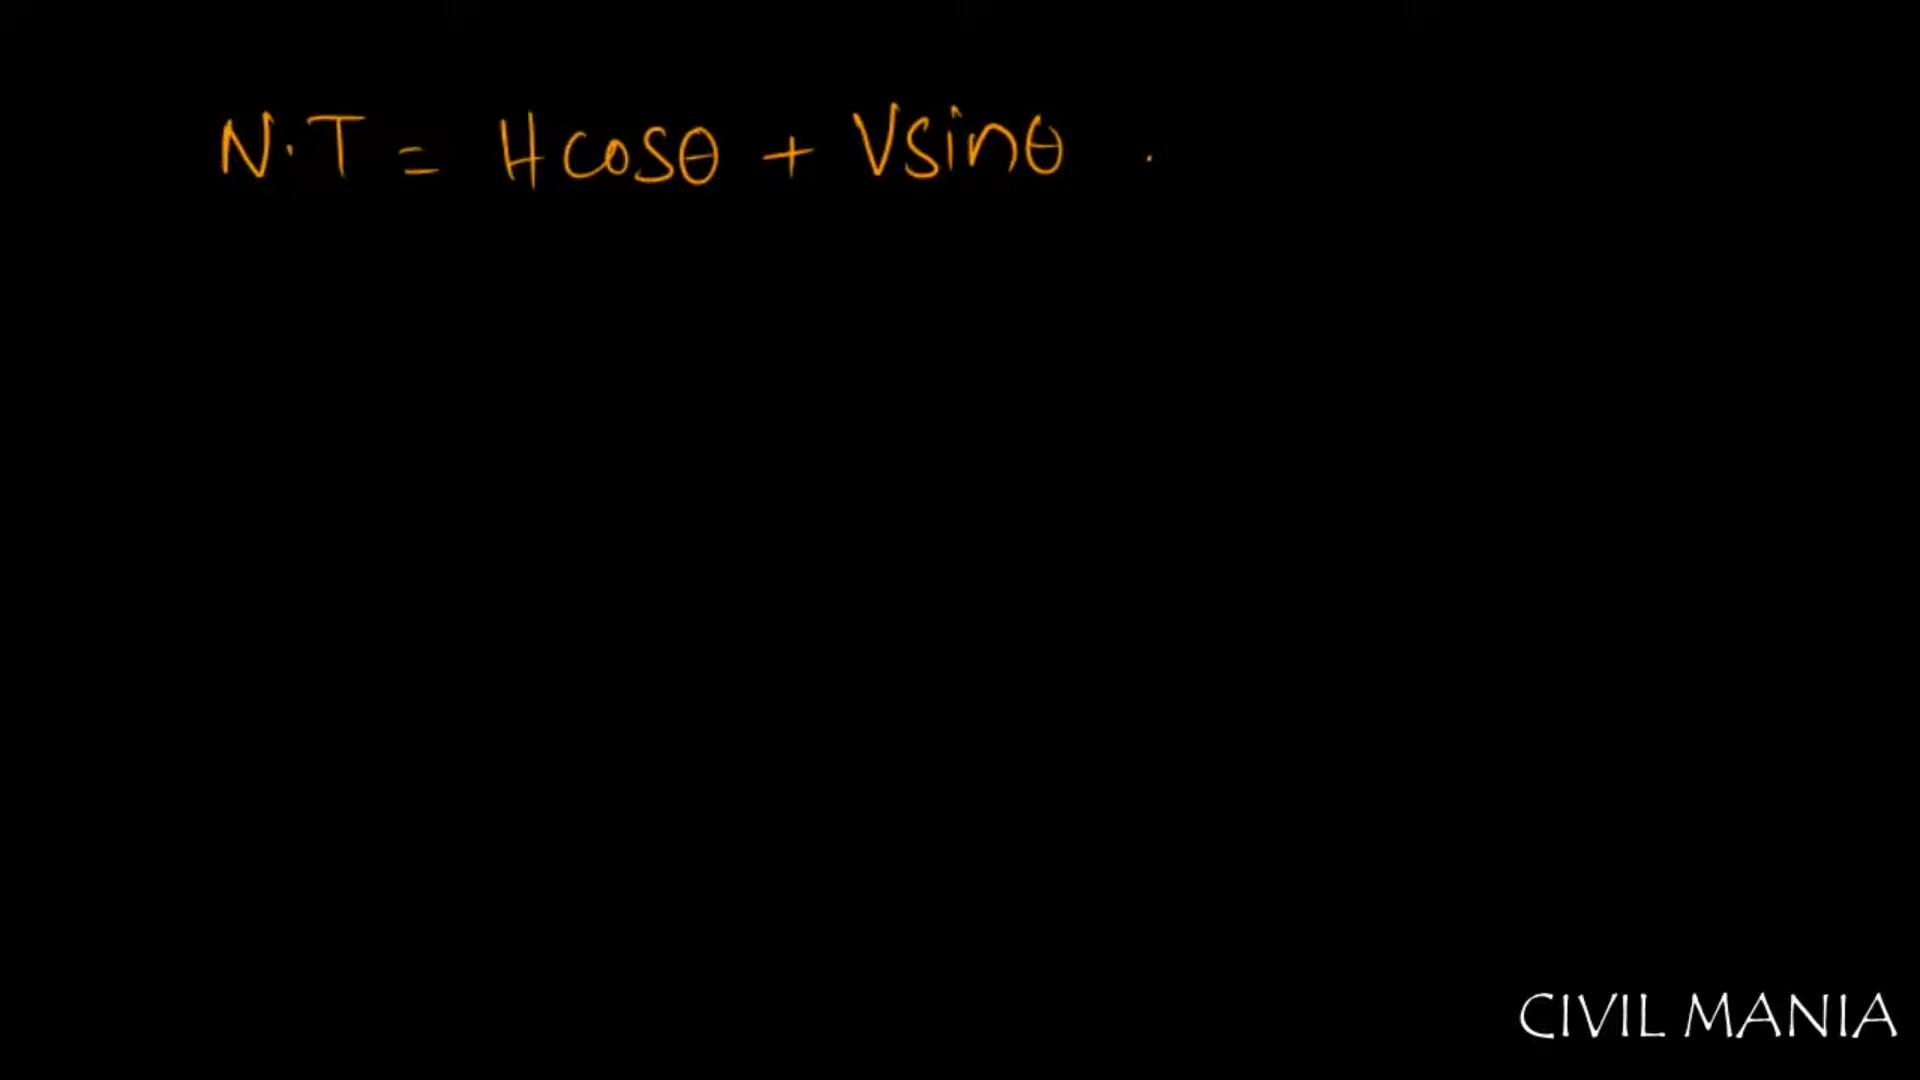 N.T = Hcosθ + Vsinθ .
CIVIL MANIA